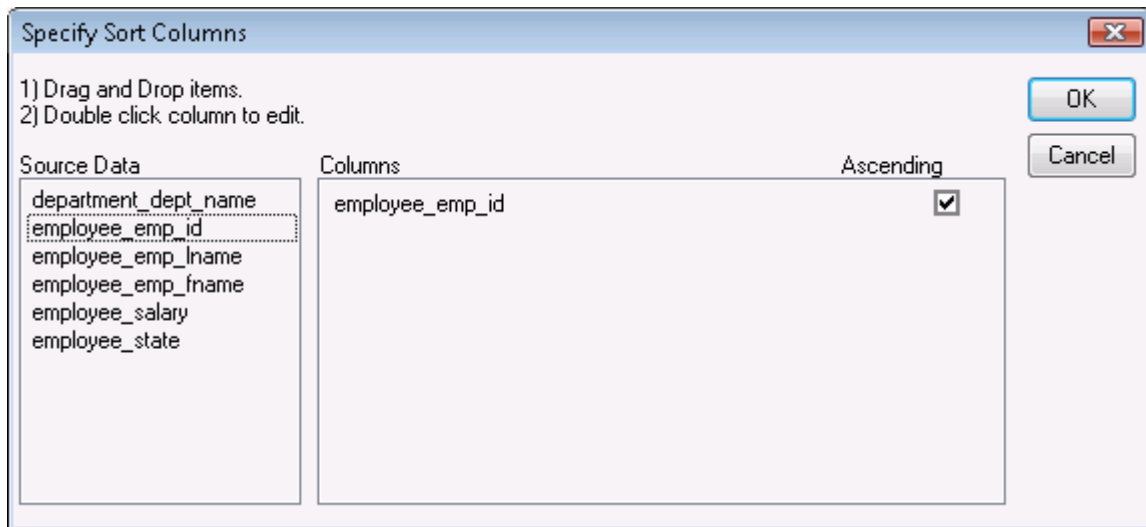 Specify Sort Columns
1) Drag and Drop items.
2) Double click column to edit.
OK
Cancel
Source Data
department_dept_name
employee_emp_id
employee_emp_lname
employee_emp_fname
employee_salary
employee_state
Columns Ascending
employee_emp_id